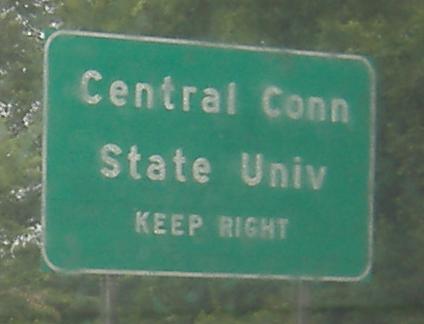 Central Conn
State Univ
KEEP RIGHT